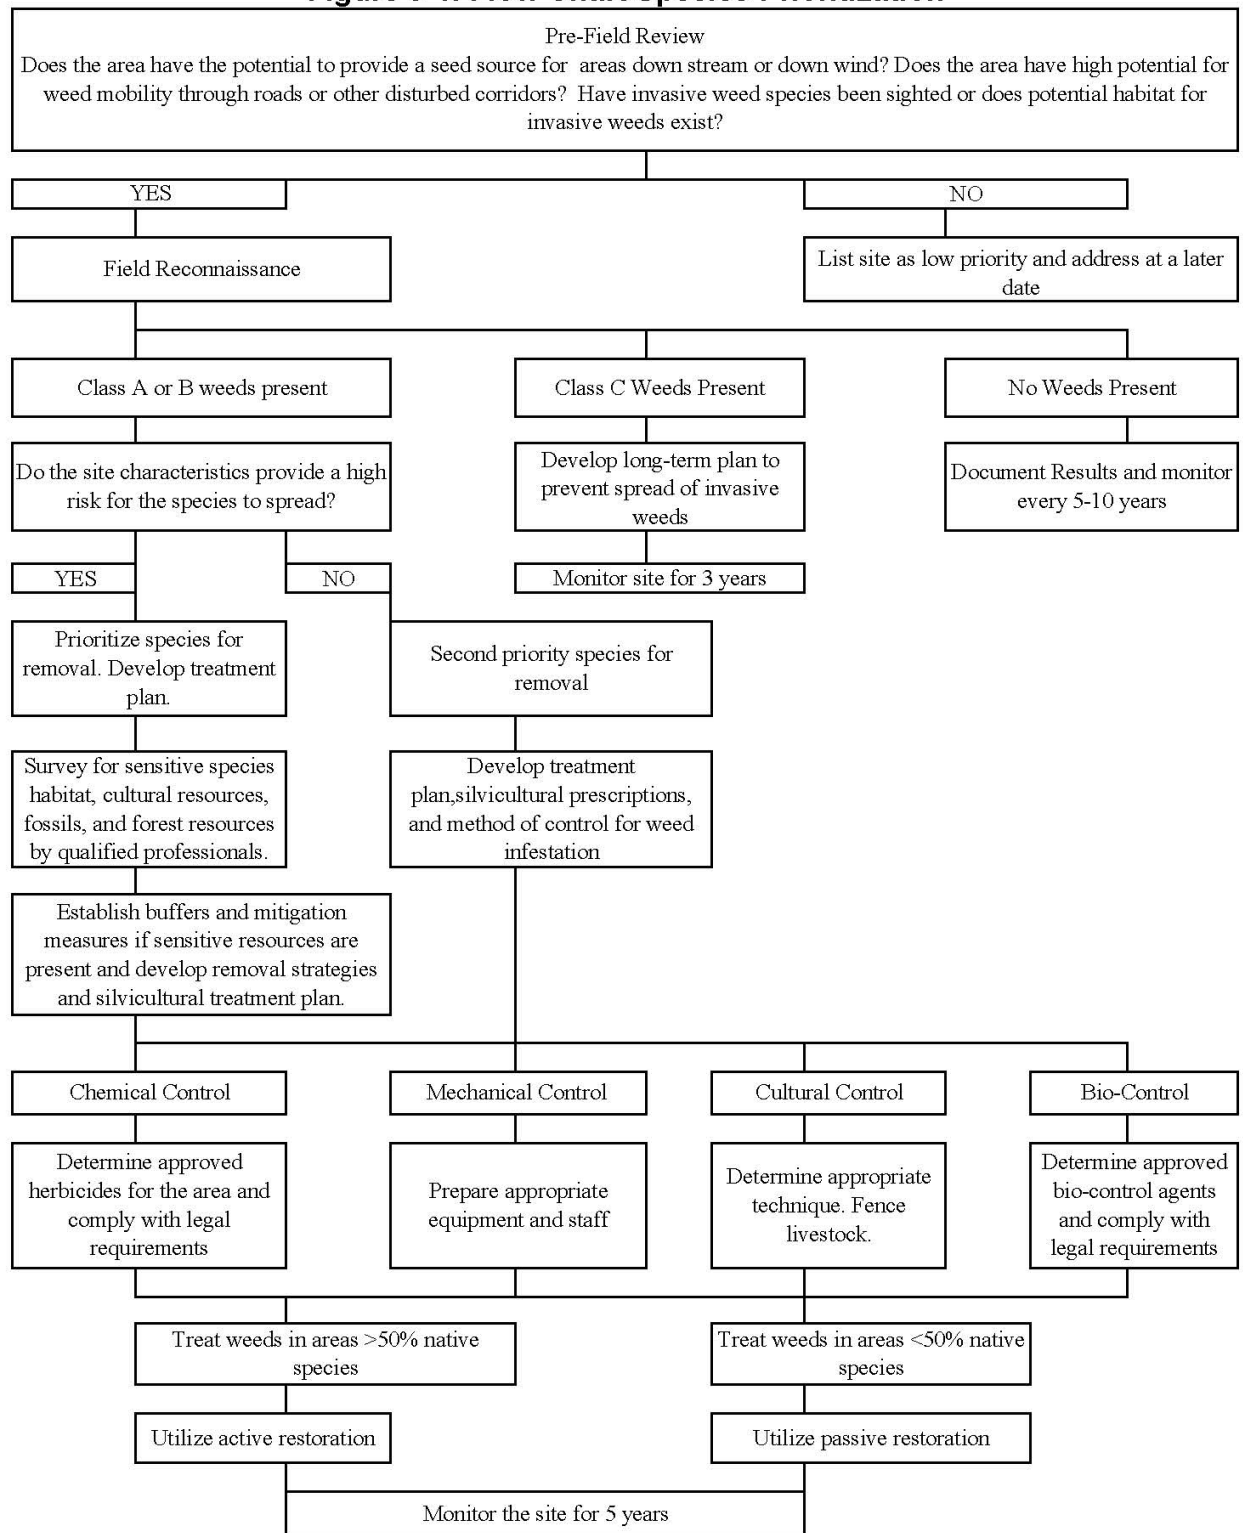 Pre-Field Review
Does the area have the potential to provide a seed source for areas down stream or down wind? Does the area have high potential for
weed mobility through roads or other disturbed corridors? Have invasive weed species been sighted or does potential habitat for
invasive weeds exist?
YES
NO
Field Reconnaissance
List site as low priority and address at a later
date
Class A or B weeds present
Class C Weeds Present
No Weeds Present
Do the site characteristics provide a high
risk for the species to spread?
Develop long-term plan to
prevent spread of invasive
weeds
Document Results and monitor
every 5-10 years
YES
NO
Monitor site for 3 years
Prioritize species for
removal. Develop treatment
plan.
Second priority species for
removal
Survey for sensitive species
habitat, cultural resources,
fossils, and forest resources
by qualified professionals.
Develop treatment
plan,silvicultural prescriptions,
and method of control for weed
infestation
Establish buffers and mitigation
measures if sensitive resources are
present and develop removal strategies
and silvicultural treatment plan.
Chemical Control
Mechanical Control
Cultural Control
Bio-Control
Determine approved
herbicides for the area and
comply with legal
requirements
Prepare appropriate
equipment and staff
Determine appropriate
technique. Fence
livestock.
Determine approved
bio-control agents
and comply with
legal requirements
Treat weeds in areas >50% native
species
Treat weeds in areas <50% native
species
Utilize active restoration
Utilize passive restoration
Monitor the site for 5 years